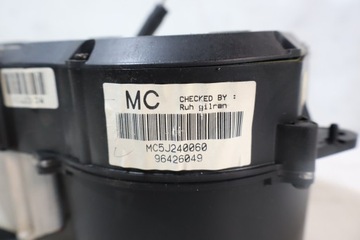 MC
CHECKED BY :
Ruh gilman
MC5J240060
96426049